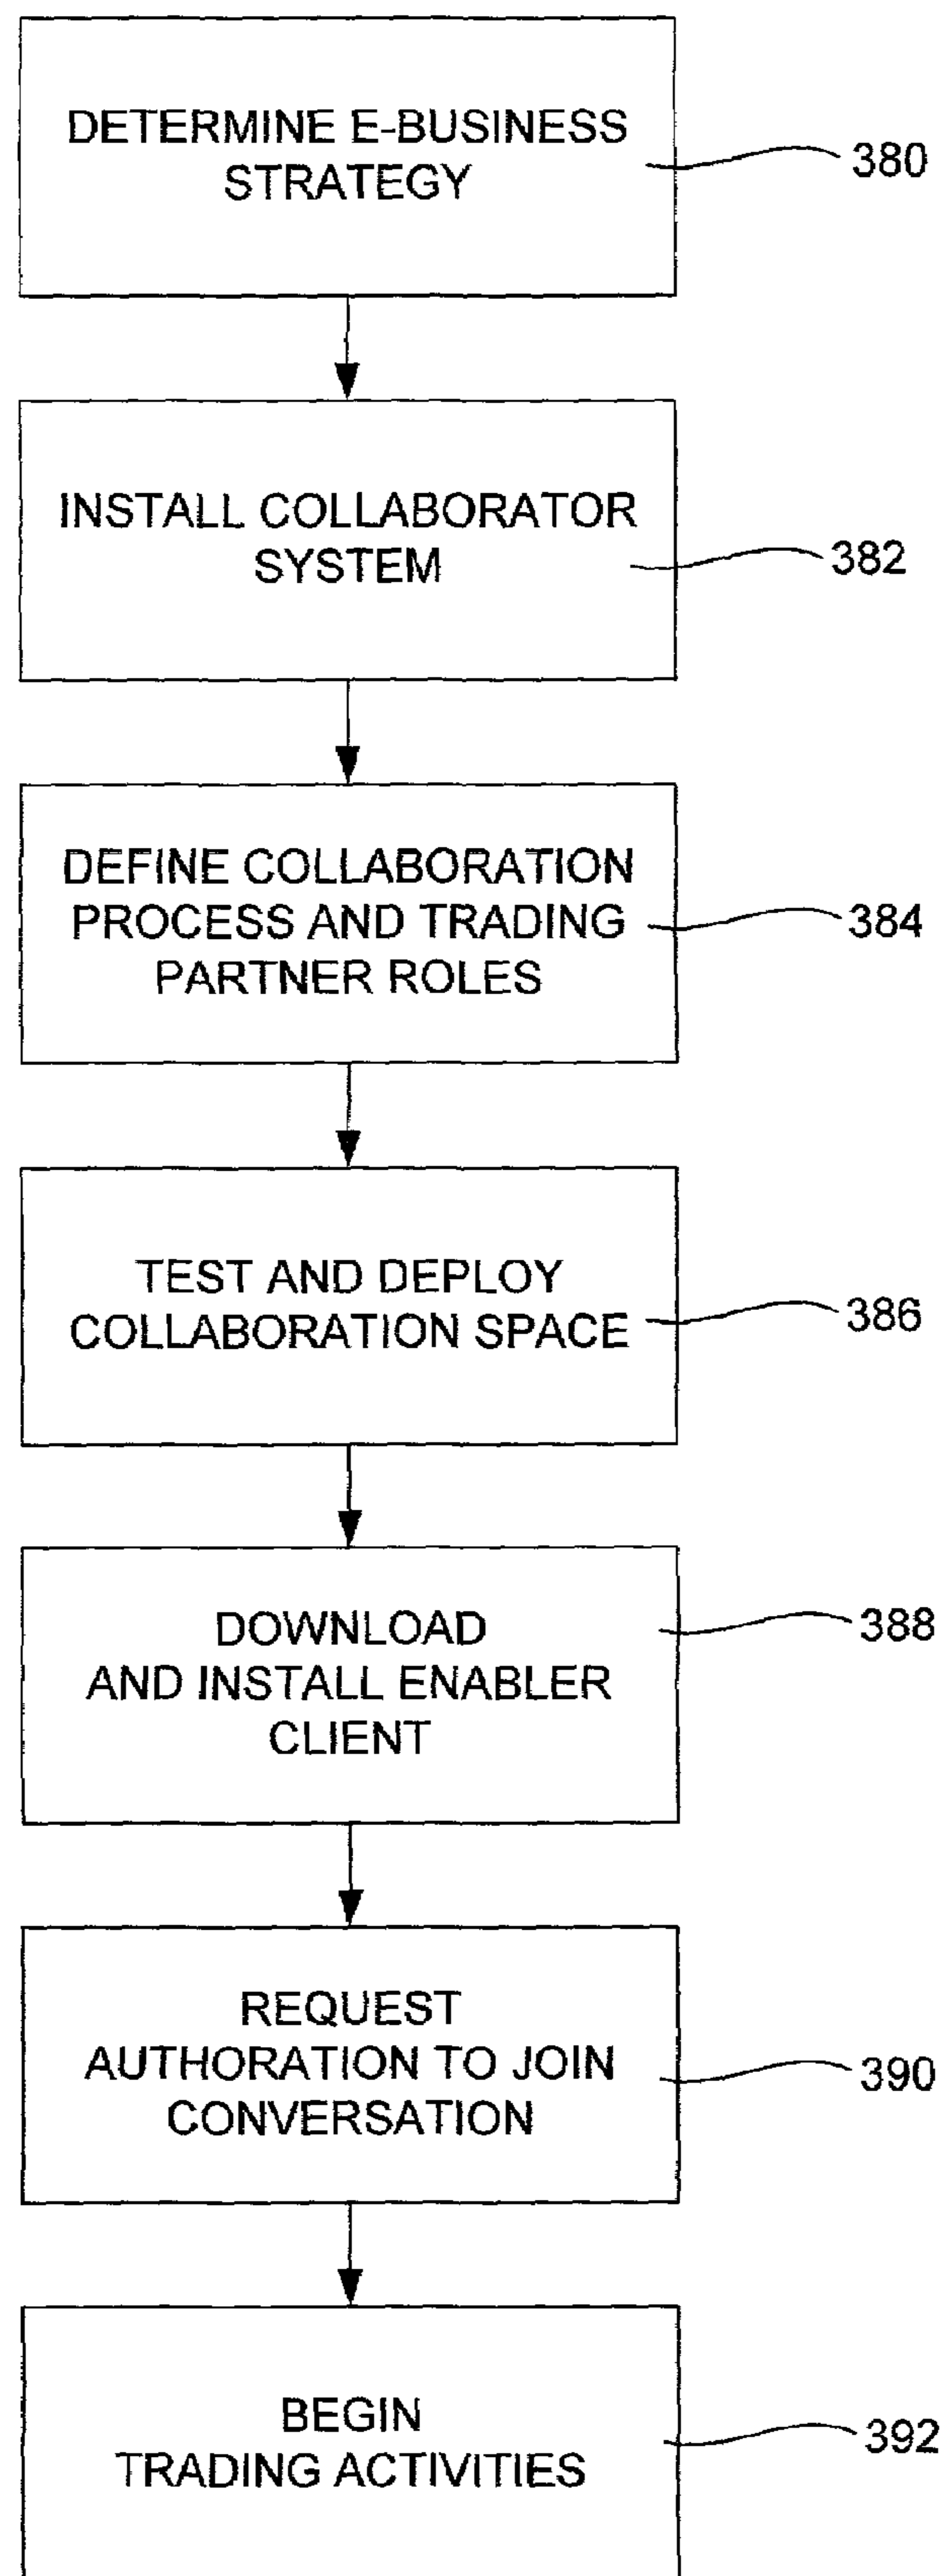 DETERMINE E-BUSINESS
STRATEGY
380
INSTALL COLLABORATOR
SYSTEM
382
DEFINE COLLABORATION
PROCESS AND TRADING
PARTNER ROLES
384
TEST AND DEPLOY
COLLABORATION SPACE
386
DOWNLOAD
AND INSTALL ENABLER
CLIENT
388
REQUEST
AUTHORATION TO JOIN
CONVERSATION
390
BEGIN
TRADING ACTIVITIES
392